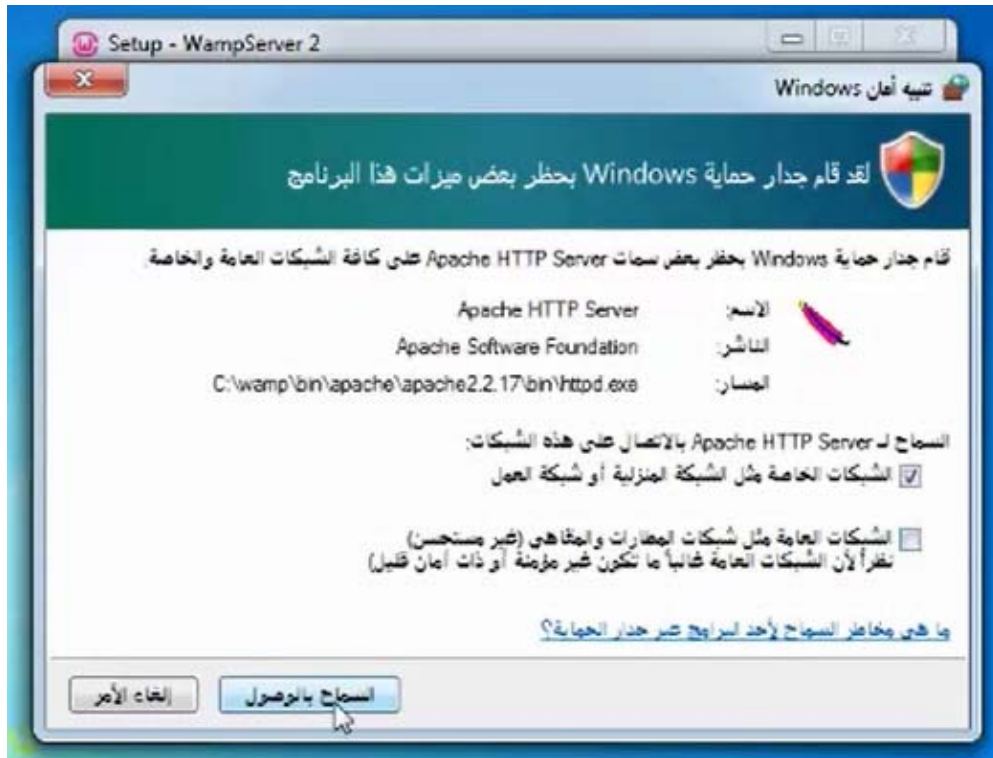 Setup - WampServer 2
تنبيه أمان Windows
لقد قام جدار حماية Windows بحظر بعض ميزات هذا البرنامج
قام جدار حماية Windows بحظر بعض سمات Apache HTTP Server على كافة الشبكات العامة والخاصة.
الاسم: Apache HTTP Server
الناشر: Apache Software Foundation
المسار: C:\wamp\bin\apache\apache2.2.17\bin\httpd.exe
السماح لـ Apache HTTP Server بالاتصال على هذه الشبكات:
الشبكات الخاصة مثل الشبكة المنزلية أو شبكة العمل
الشبكات العامة مثل شبكات المطارات والمقاهى (غير مستحسن)
نظراً لأن الشبكات العامة غالباً ما تكون غير مؤمنة أو ذات أمان قليل)
ما هي مخاطر السماح لأحد البرامج عبر جدار الحماية؟
السماح بالوصول
إلغاء الأمر